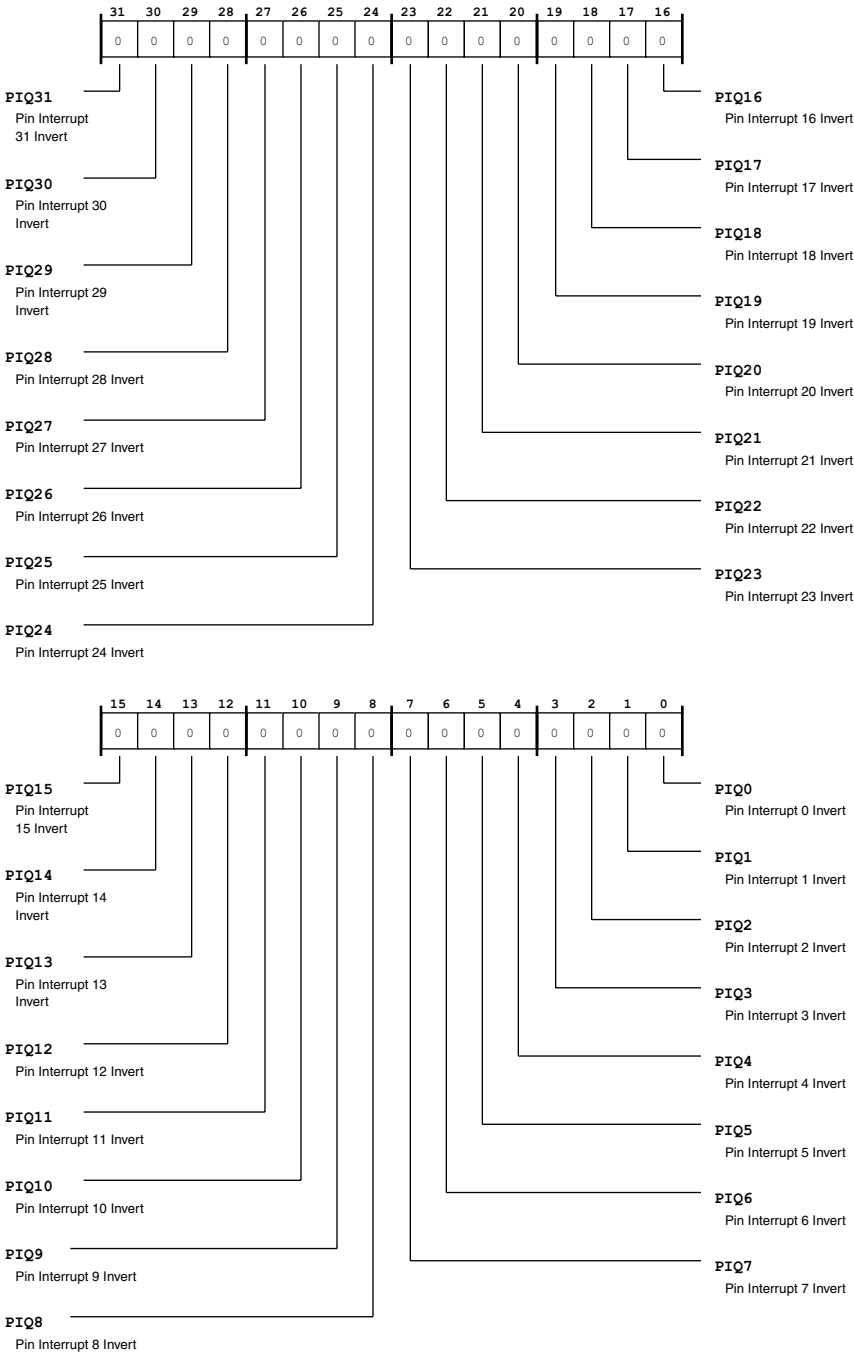 31 30 29 28 27 26 25 24 23 22 21 20 19 18 17 16
0 0 0 0 0 0 0 0 0 0 0 0 0 0 0 0
PIQ31
Pin Interrupt
31 Invert
PIQ30
Pin Interrupt 30
Invert
PIQ29
Pin Interrupt 29
Invert
PIQ28
Pin Interrupt 28 Invert
PIQ27
Pin Interrupt 27 Invert
PIQ26
Pin Interrupt 26 Invert
PIQ25
Pin Interrupt 25 Invert
PIQ24
Pin Interrupt 24 Invert
PIQ16
Pin Interrupt 16 Invert
PIQ17
Pin Interrupt 17 Invert
PIQ18
Pin Interrupt 18 Invert
PIQ19
Pin Interrupt 19 Invert
PIQ20
Pin Interrupt 20 Invert
PIQ21
Pin Interrupt 21 Invert
PIQ22
Pin Interrupt 22 Invert
PIQ23
Pin Interrupt 23 Invert
15 14 13 12 11 10 9 8 7 6 5 4 3 2 1 0
0 0 0 0 0 0 0 0 0 0 0 0 0 0 0 0
PIQ15
Pin Interrupt
15 Invert
PIQ14
Pin Interrupt 14
Invert
PIQ13
Pin Interrupt 13
Invert
PIQ12
Pin Interrupt 12 Invert
PIQ11
Pin Interrupt 11 Invert
PIQ10
Pin Interrupt 10 Invert
PIQ9
Pin Interrupt 9 Invert
PIQ8
Pin Interrupt 8 Invert
PIQ0
Pin Interrupt 0 Invert
PIQ1
Pin Interrupt 1 Invert
PIQ2
Pin Interrupt 2 Invert
PIQ3
Pin Interrupt 3 Invert
PIQ4
Pin Interrupt 4 Invert
PIQ5
Pin Interrupt 5 Invert
PIQ6
Pin Interrupt 6 Invert
PIQ7
Pin Interrupt 7 Invert